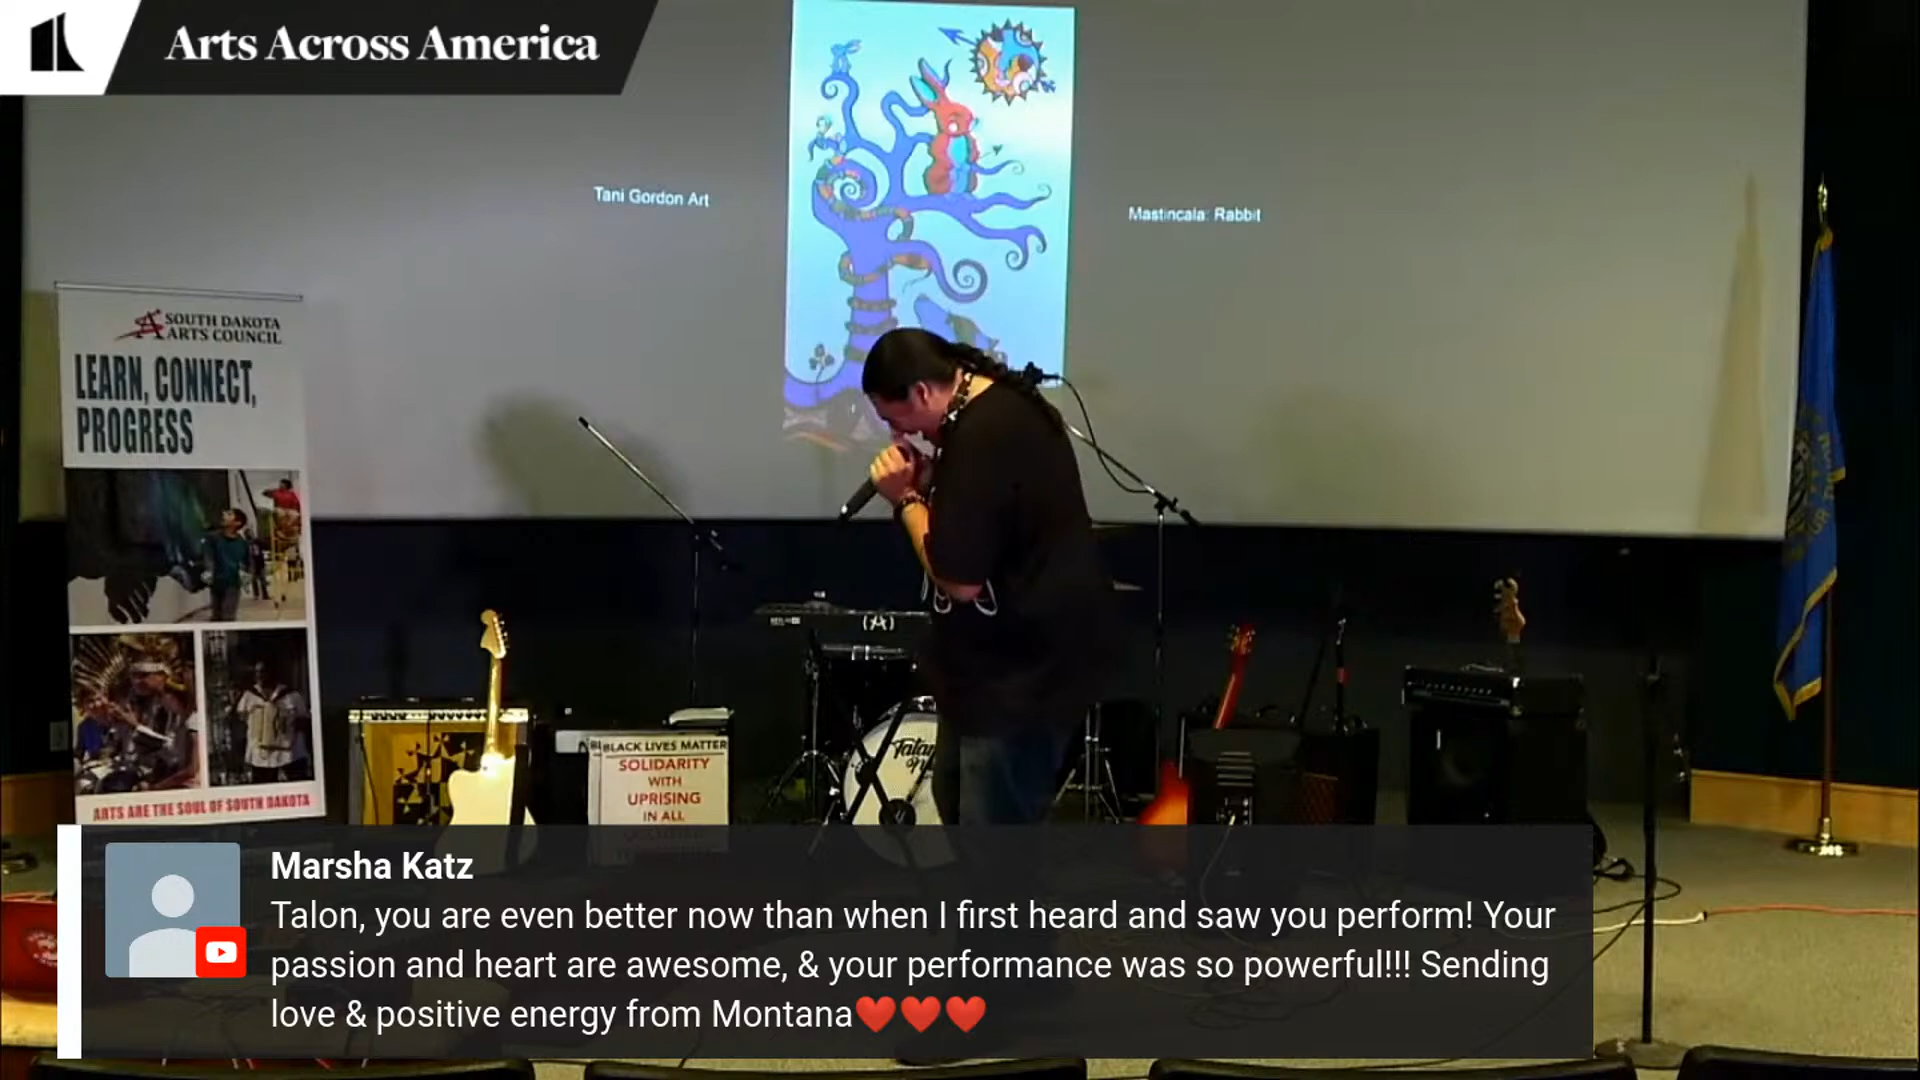 Arts Across America
Tani Gordon Art
Mastincala: Rabbit
SOUTH DAKOTA
ARTS COUNCIL
LEARN, CONNECT,
PROGRESS
ARTS ARE THE SOUL OF SOUTH DAKOTA
(A)
BLACK LIVES MATTER
SOLIDARITY
WITH
UPRISING
IN ALL
Marsha Katz
Talon, you are even better now than when I first heard and saw you perform! Your
passion and heart are awesome, & your performance was so powerful!!! Sending
love & positive energy from Montana❤️❤️❤️